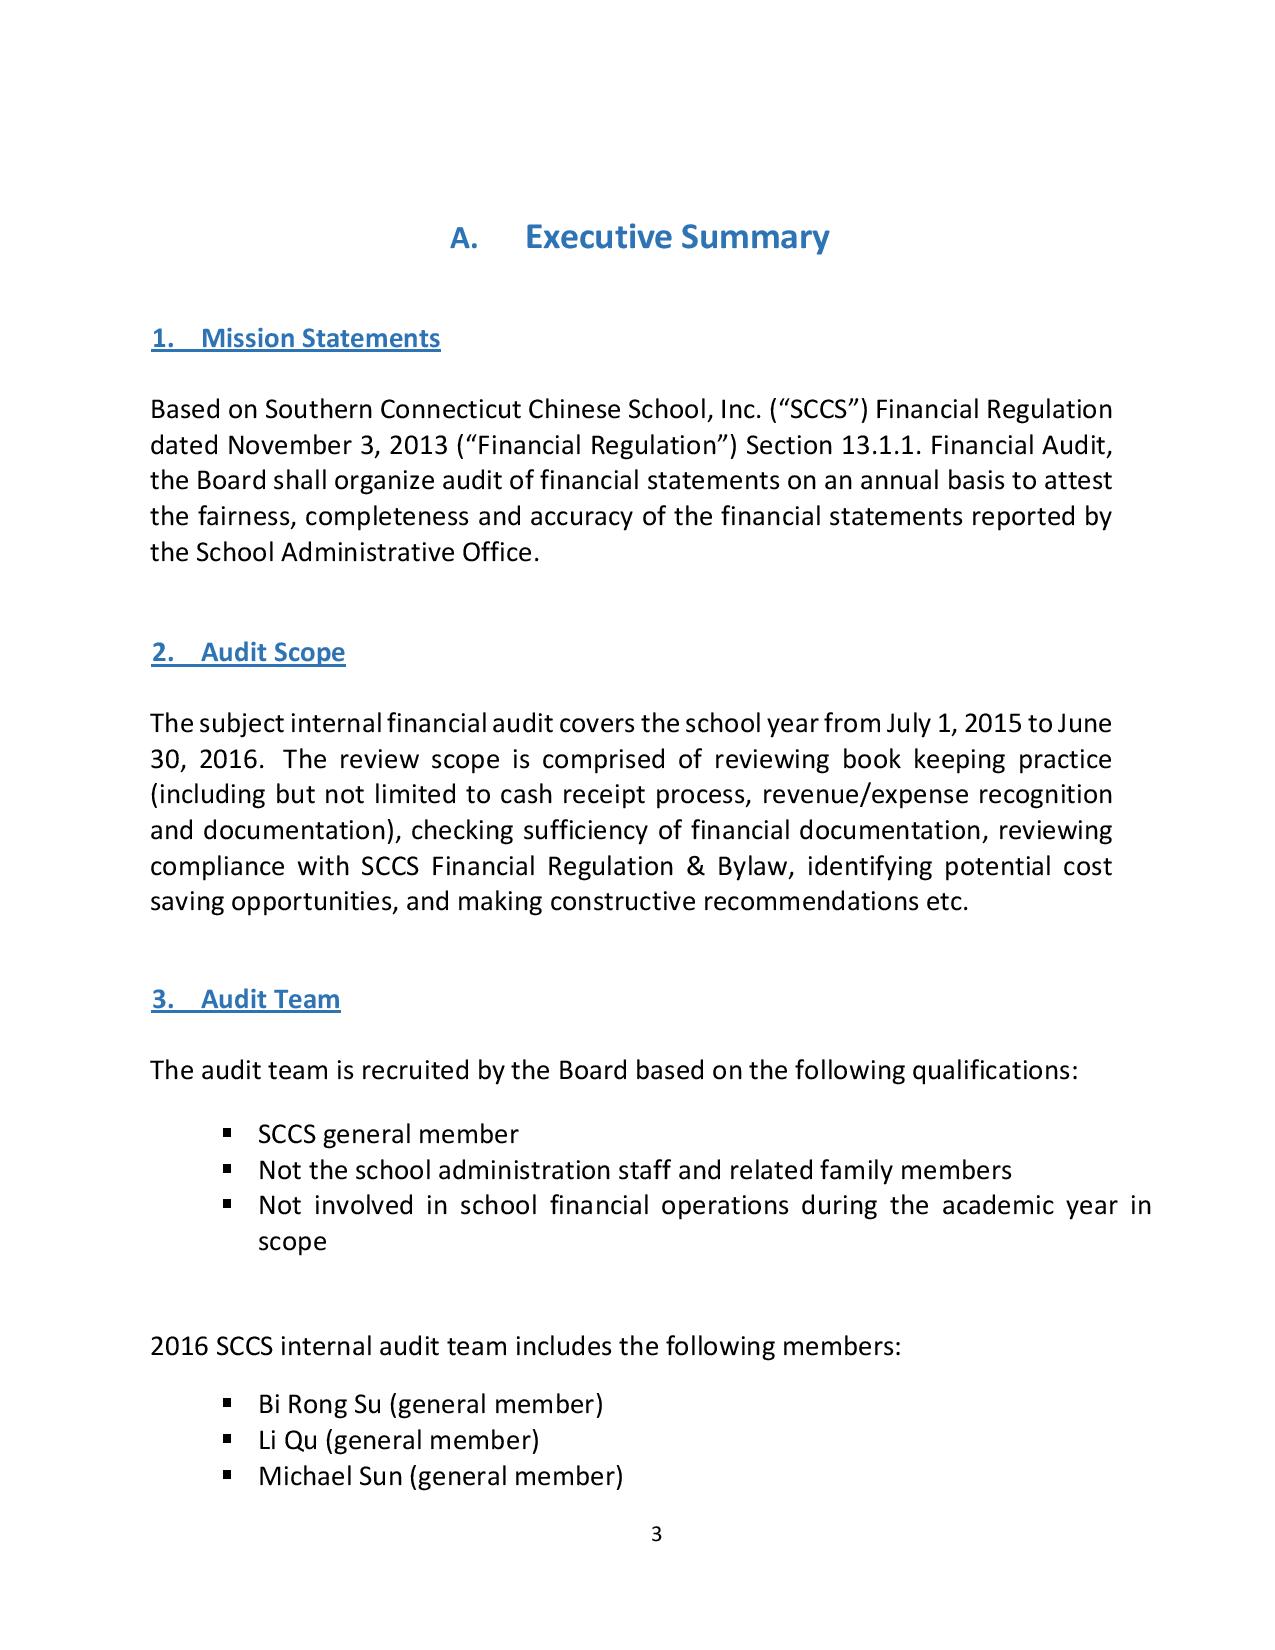 A. Executive Summary
1. Mission Statements
Based on Southern Connecticut Chinese School, Inc. (“SCCS”) Financial Regulation
dated November 3, 2013 (“Financial Regulation”) Section 13.1.1. Financial Audit,
the Board shall organize audit of financial statements on an annual basis to attest
the fairness, completeness and accuracy of the financial statements reported by
the School Administrative Office.
2. Audit Scope
The subject internal financial audit covers the school year from July 1, 2015 to June
30, 2016. The review scope is comprised of reviewing book keeping practice
(including but not limited to cash receipt process, revenue/expense recognition
and documentation), checking sufficiency of financial documentation, reviewing
compliance with SCCS Financial Regulation & Bylaw, identifying potential cost
saving opportunities, and making constructive recommendations etc.
3. Audit Team
The audit team is recruited by the Board based on the following qualifications:
▪ SCCS general member
▪ Not the school administration staff and related family members
▪ Not involved in school financial operations during the academic year in
scope
2016 SCCS internal audit team includes the following members:
▪ Bi Rong Su (general member)
▪ Li Qu (general member)
▪ Michael Sun (general member)
3